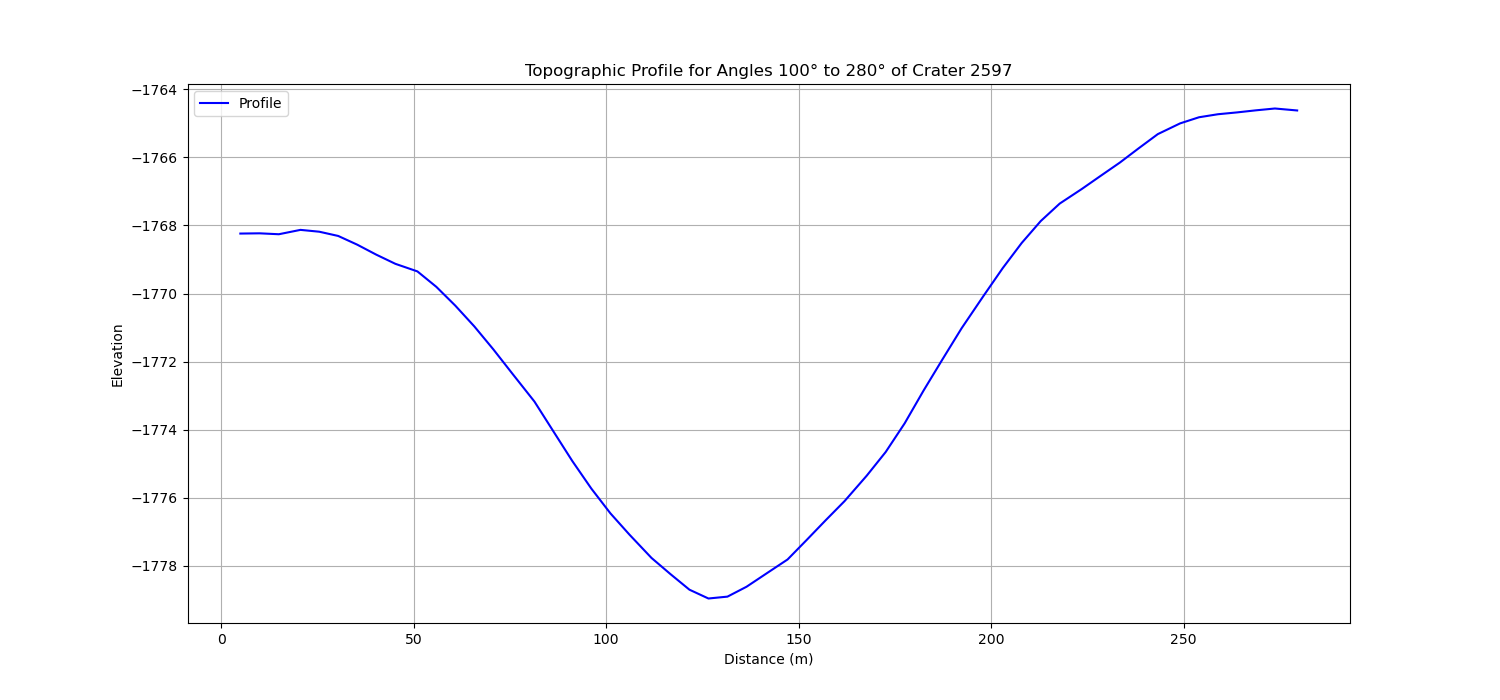 Topographic Profile for Angles 100° to 280° of Crater 2597
Profile
−1764
−1766
−1768
−1770
−1772
−1774
−1776
−1778
Elevation
0 50 100 150 200 250
Distance (m)